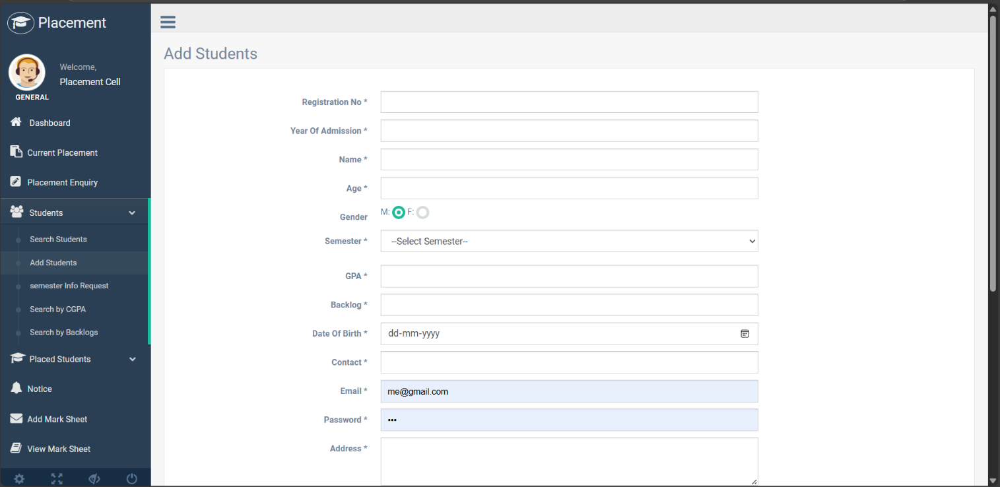 Placement
Welcome,
Placement Cell
GENERAL
Dashboard
Current Placement
Placement Enquiry
Students
Search Students
Add Students
semester Info Request
Search by CGPA
Search by Backlogs
Placed Students
Notice
Add Mark Sheet
View Mark Sheet
Add Students
Registration No *
Year Of Admission *
Name *
Age *
Gender M: F:
Semester * --Select Semester--
GPA *
Backlog *
Date Of Birth * dd-mm-yyyy
Contact *
Email * me@gmail.com
Password * •••
Address *